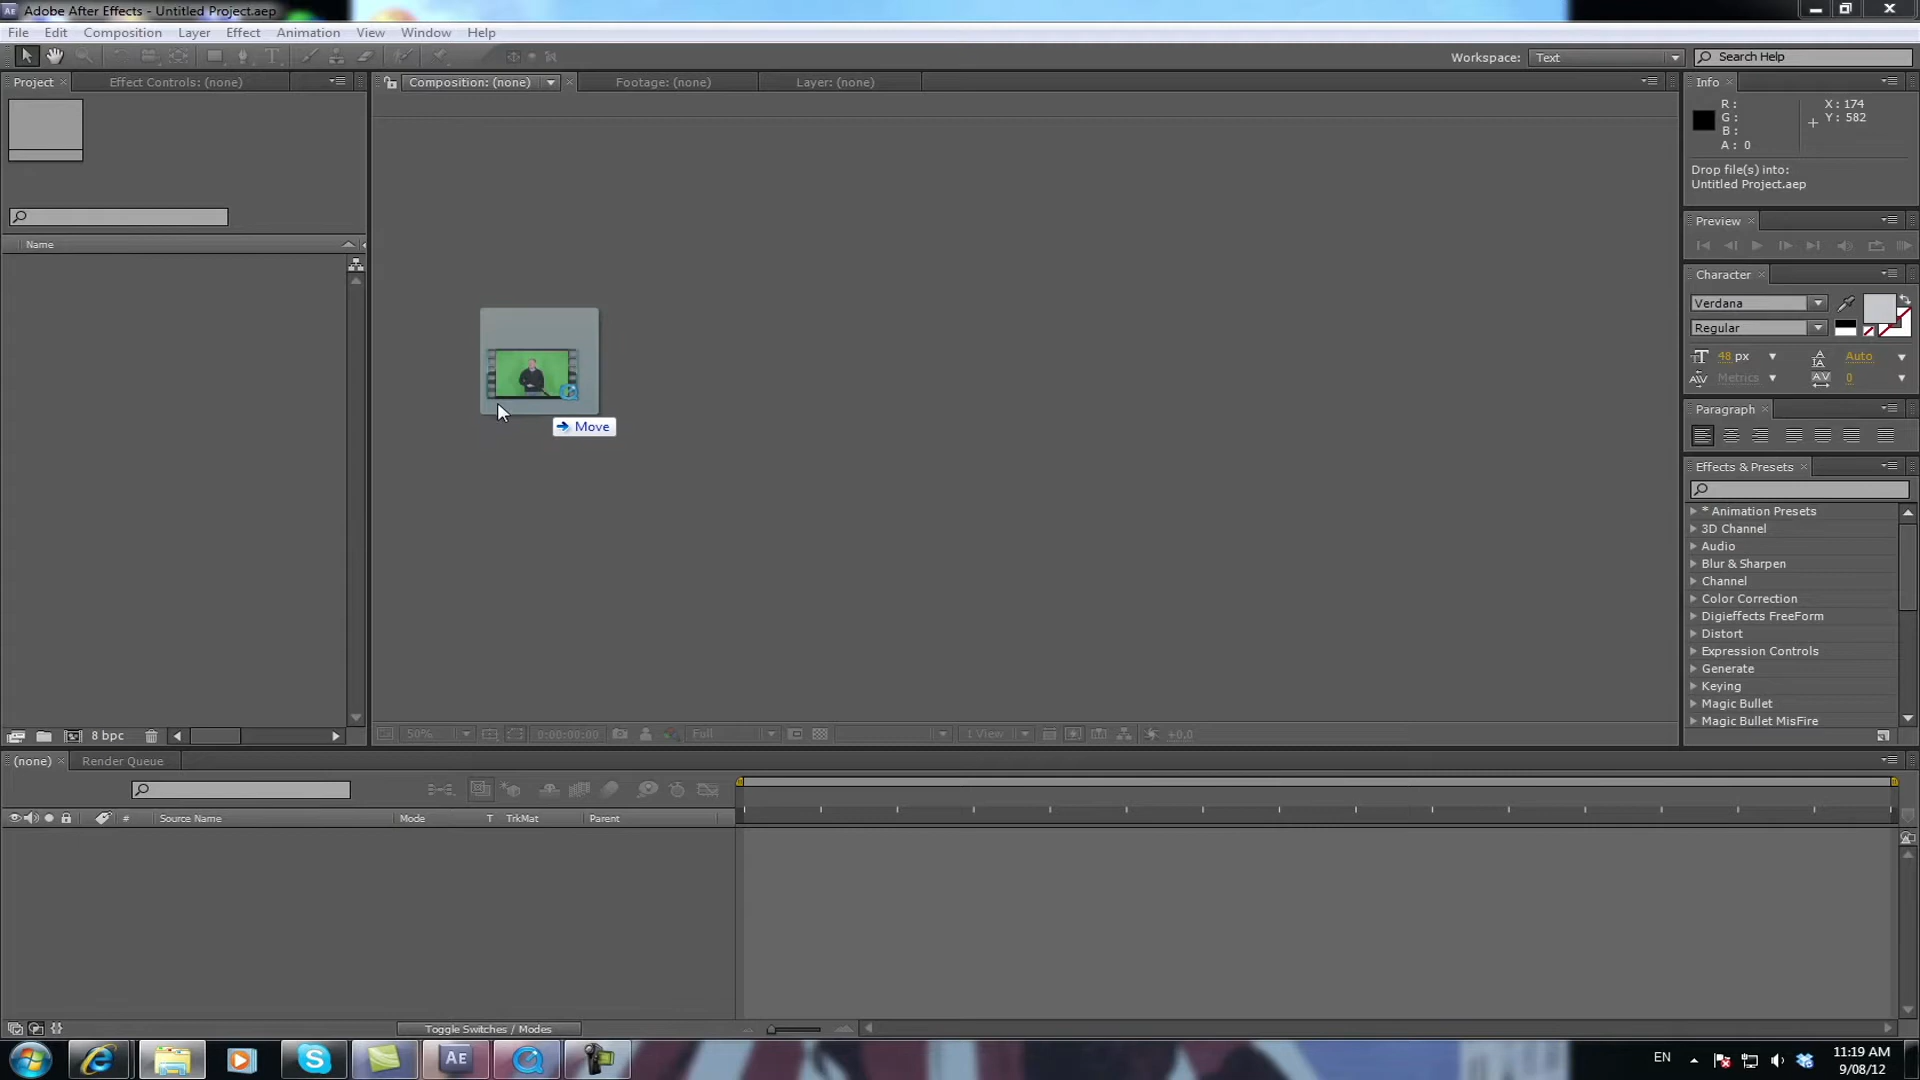 Adobe After Effects - Untitled Project.aep
File Edit Composition Layer Effect Animation View Window Help
Workspace: Text Search Help
Project Effect Controls: (none) Composition: (none) Footage: (none) Layer: (none) Info
R: X: 174
G: Y: 582
B:
A: 0
Drop file(s) into:
Untitled Project.aep
Preview
Name
Character
Verdana
Regular
48 px Auto
Metrics 0
Move
Paragraph
Effects & Presets
* Animation Presets
3D Channel
Audio
Blur & Sharpen
Channel
Color Correction
Digieffects FreeForm
Distort
Expression Controls
Generate
Keying
Magic Bullet
Magic Bullet MisFire
8 bpc 50% 0:00:00:00 Full 1 View +0.0
(none) Render Queue
# Source Name Mode T TrkMat Parent
Toggle Switches / Modes
AE EN 11:19 AM
9/08/12